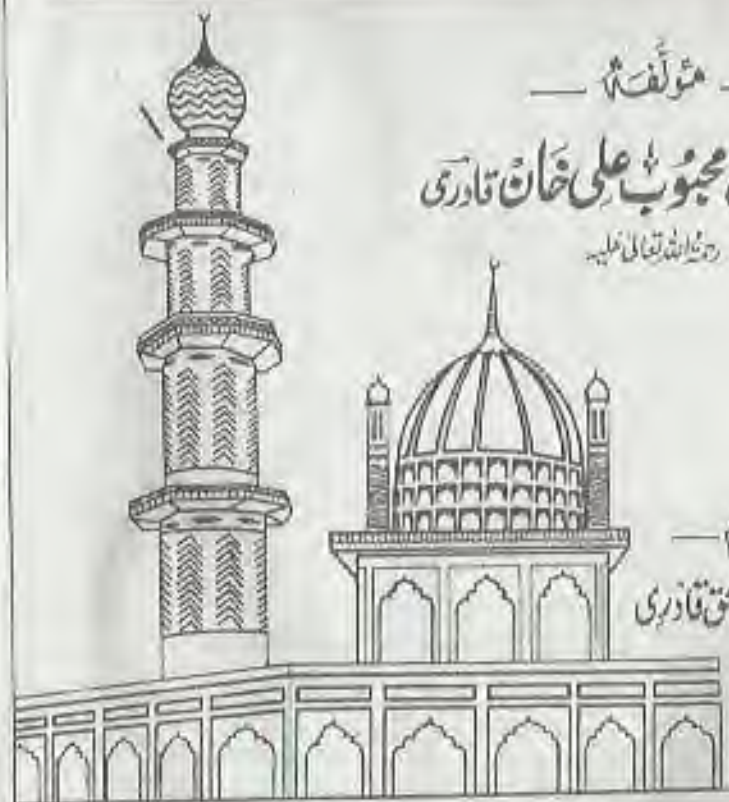 مؤلفہ
محبوب علی خان قادری
رحمۃ اللہ تعالیٰ علیہ
قادری